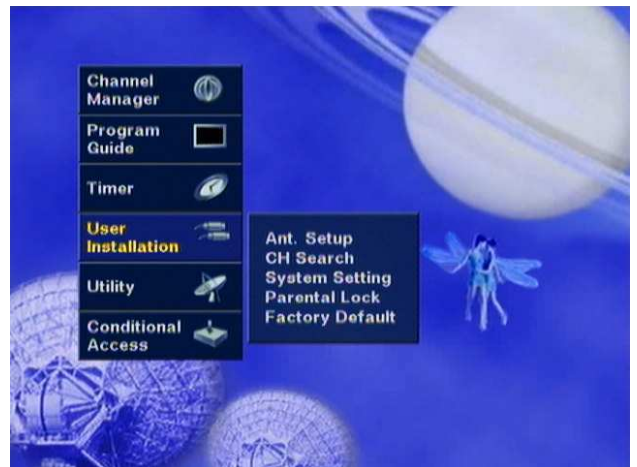 Channel
Manager
Program
Guide
Timer
User
Installation
Utility
Conditional
Access
Ant. Setup
CH Search
System Setting
Parental Lock
Factory Default